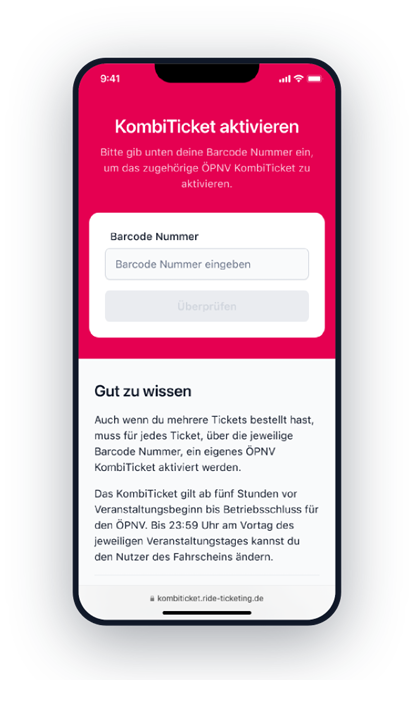 9:41
KombiTicket aktivieren
Bitte gib unten deine Barcode Nummer ein,
um das zugehörige ÖPNV KombiTicket zu
aktivieren.
Barcode Nummer
Barcode Nummer eingeben
Überprüfen
Gut zu wissen
Auch wenn du mehrere Tickets bestellt hast,
muss für jedes Ticket, über die jeweilige
Barcode Nummer, ein eigenes ÖPNV
KombiTicket aktiviert werden.
Das KombiTicket gilt ab fünf Stunden vor
Veranstaltungsbeginn bis Betriebsschluss für
den ÖPNV. Bis 23:59 Uhr am Vortag des
jeweiligen Veranstaltungstages kannst du
den Nutzer des Fahrscheins ändern.
kombiticket.ride-ticketing.de